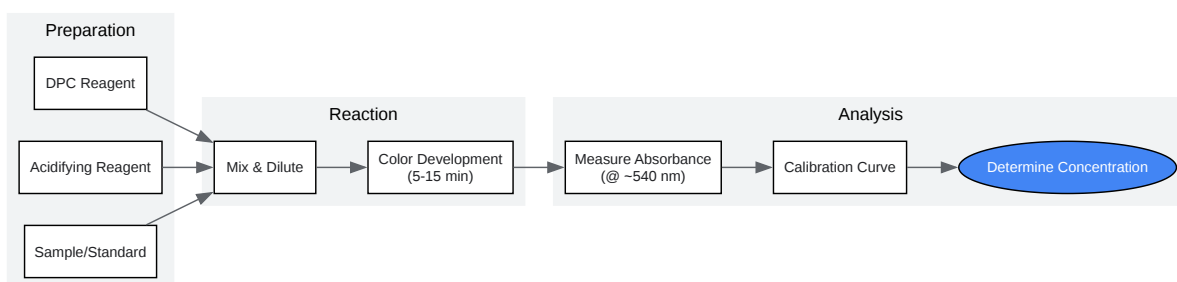 Preparation
DPC Reagent
Acidifying Reagent
Sample/Standard
Reaction
Mix & Dilute
Color Development
(5-15 min)
Analysis
Measure Absorbance
(@ ~540 nm)
Calibration Curve
Determine Concentration